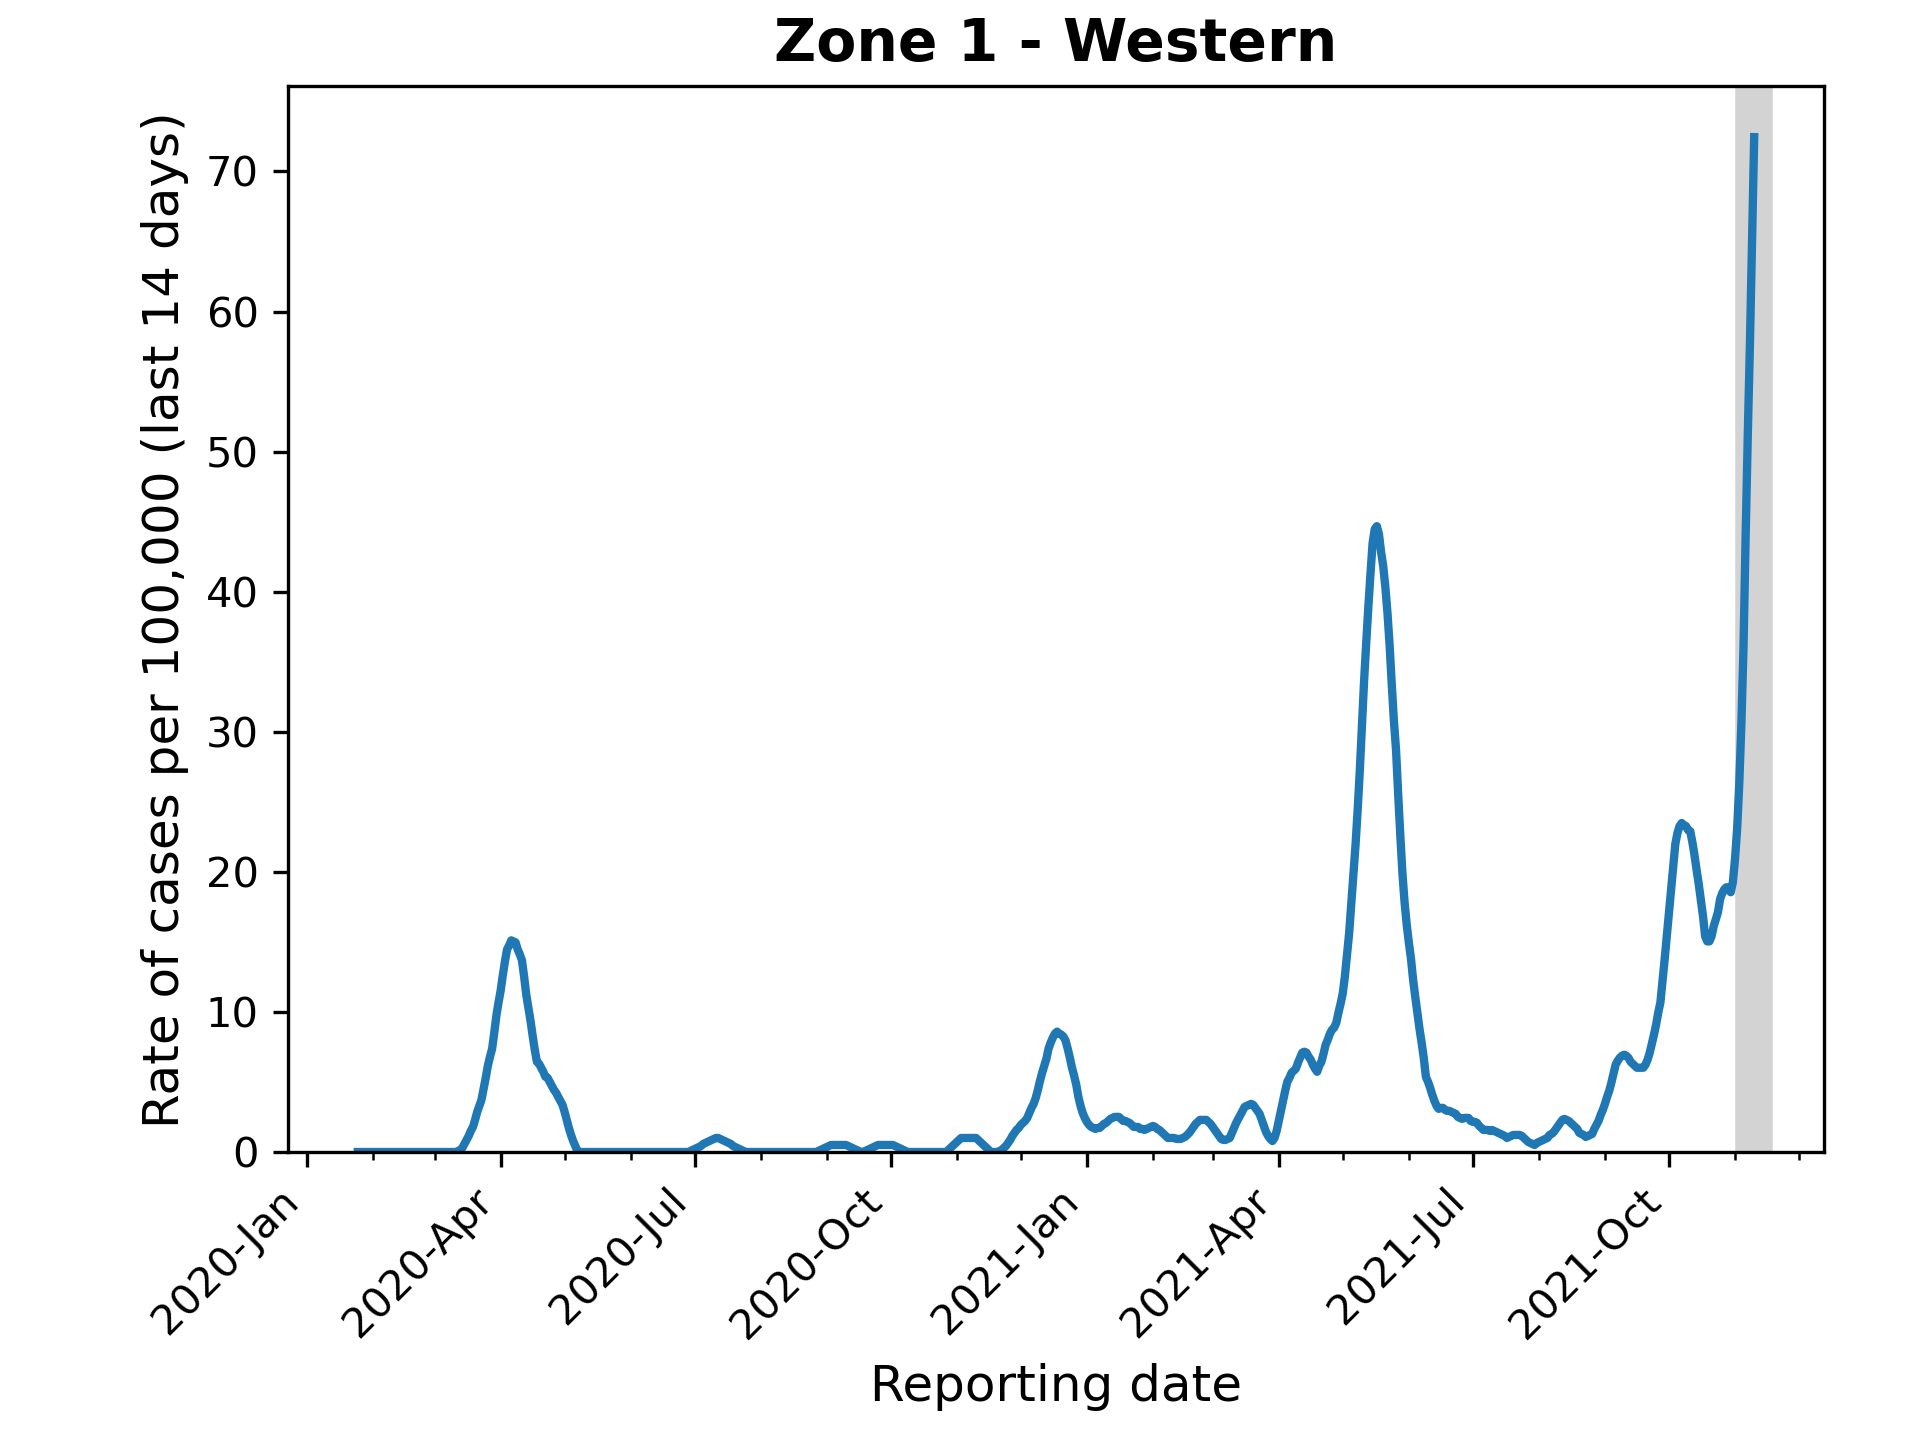 Zone 1 - Western
Rate of cases per 100,000 (last 14 days)
70
60
50
40
30
20
10
0
2020-Jan
2020-Apr
2020-Jul
2020-Oct
2021-Jan
2021-Apr
2021-Jul
2021-Oct
Reporting date